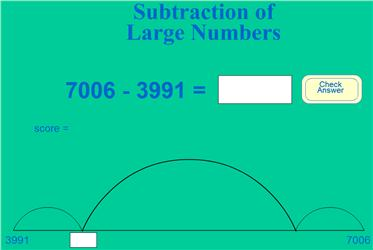 Subtraction of
Large Numbers
7006 - 3991 =
Check
Answer
score =
3991
7006